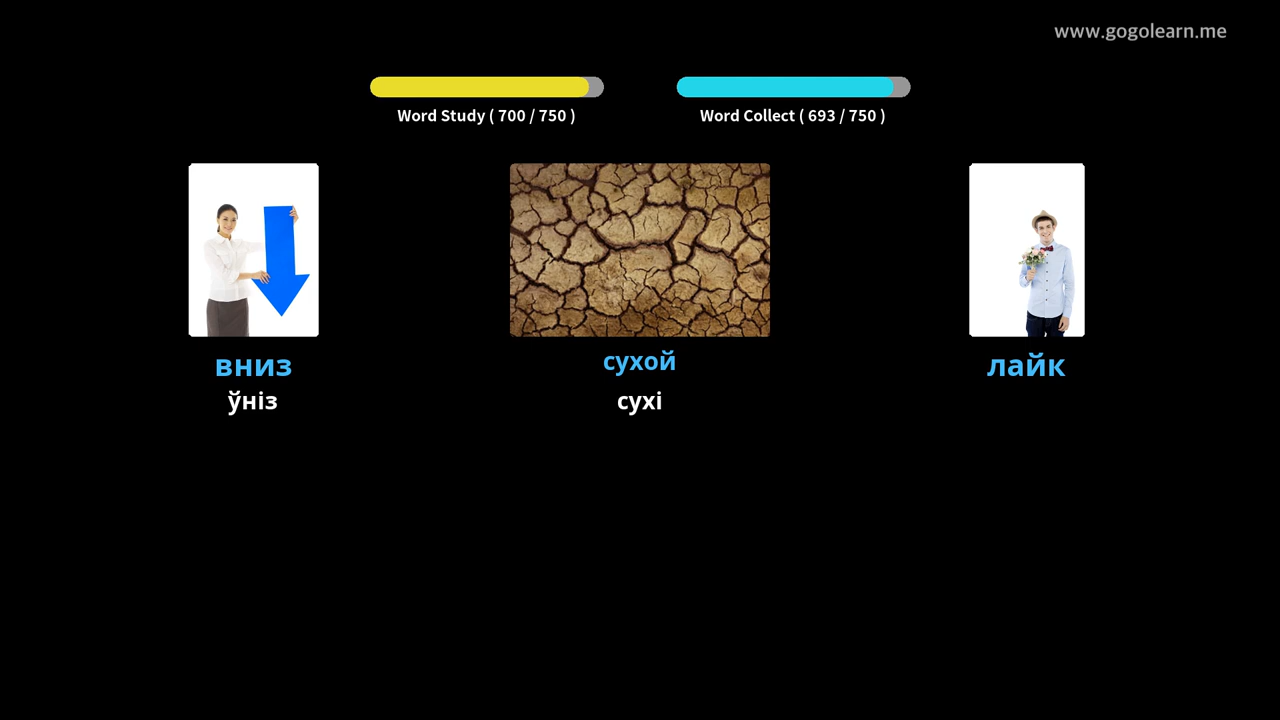 www.gogolearn.me
Word Study ( 700 / 750 )
Word Collect ( 693 / 750 )
вниз
ўніз
сухой
сухі
лайк